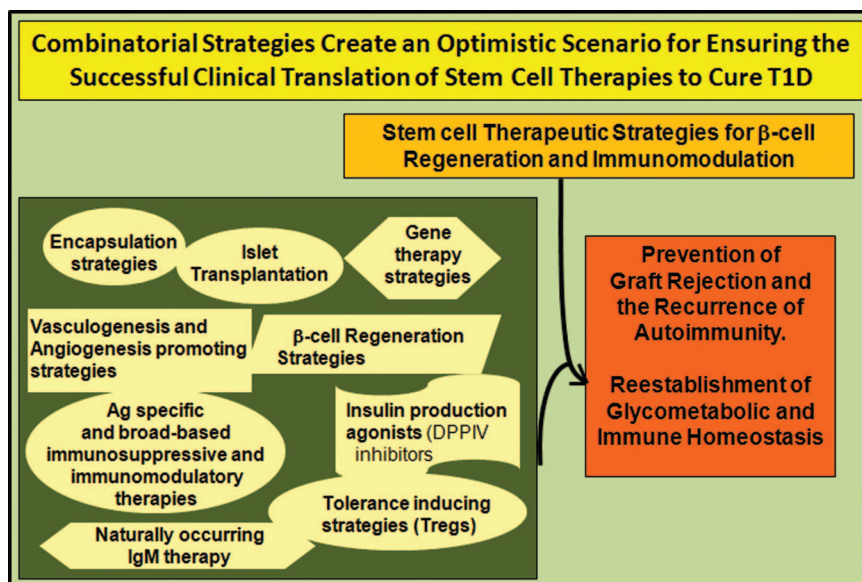 Combinatorial Strategies Create an Optimistic Scenario for Ensuring the
Successful Clinical Translation of Stem Cell Therapies to Cure T1D
Stem cell Therapeutic Strategies for β-cell
Regeneration and Immunomodulation
Encapsulation
strategies
Islet
Transplantation
Gene
therapy
strategies
Vasculogenesis and
Angiogenesis promoting
strategies
β-cell Regeneration
Strategies
Ag specific
and broad-based
immunosuppressive and
immunomodulatory
therapies
Insulin production
agonists (DPPIV
inhibitors
Tolerance inducing
strategies (Tregs)
Naturally occurring
IgM therapy
Prevention of
Graft Rejection and
the Recurrence of
Autoimmunity.
Reestablishment of
Glycometabolic and
Immune Homeostasis